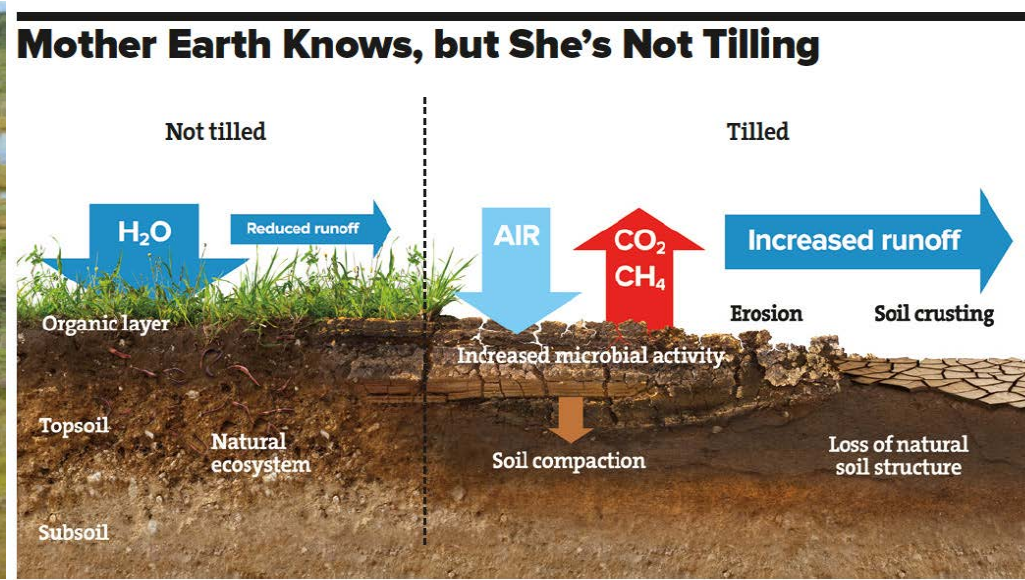 Mother Earth Knows, but She's Not Tilling
Not tilled
Tilled
H₂O
Reduced runoff
AIR
CO₂
CH₄
Increased runoff
Erosion
Soil crusting
Organic layer
Increased microbial activity
Topsoil
Natural
ecosystem
Soil compaction
Loss of natural
soil structure
Subsoil